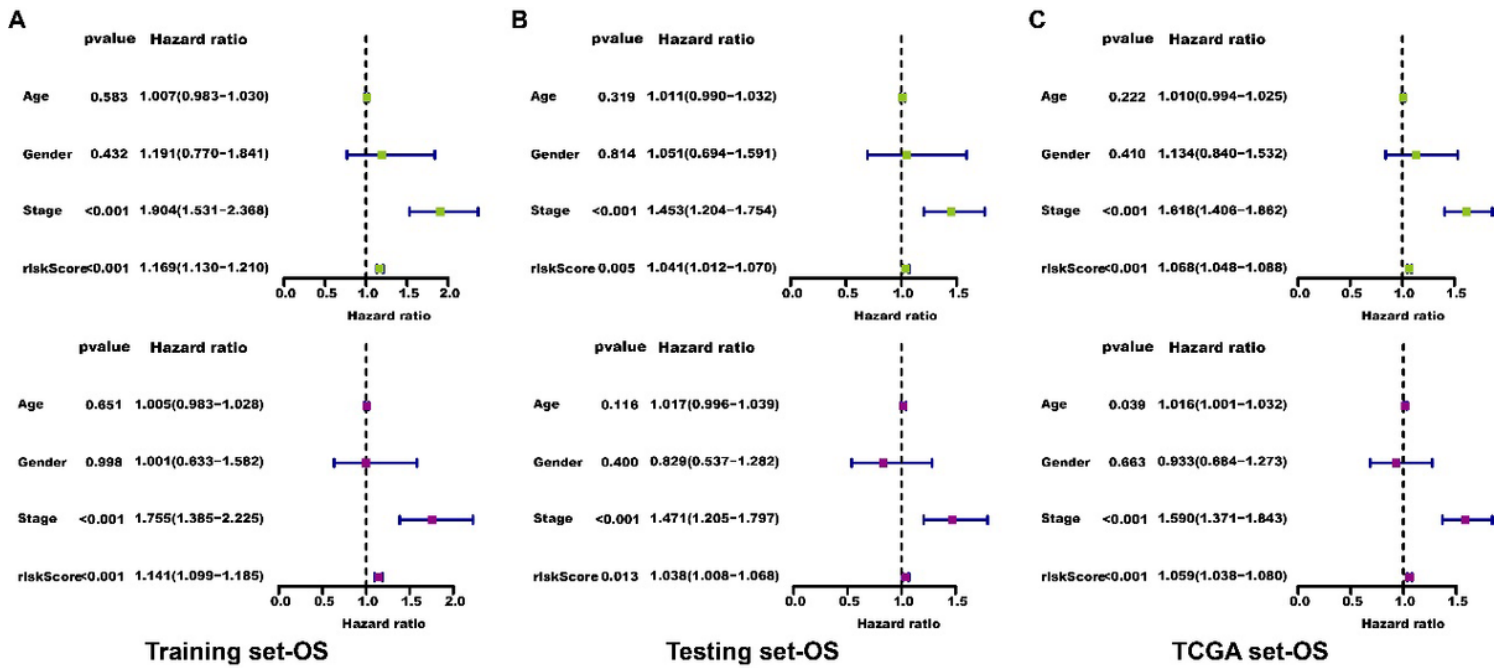 A
pvalue Hazard ratio
Age 0.583 1.007(0.983−1.030)
Gender 0.432 1.191(0.770−1.841)
Stage <0.001 1.904(1.531−2.368)
riskScore<0.001 1.169(1.130−1.210)
0.0 0.5 1.0 1.5 2.0
Hazard ratio
pvalue Hazard ratio
Age 0.651 1.005(0.983−1.028)
Gender 0.998 1.001(0.633−1.582)
Stage <0.001 1.755(1.385−2.225)
riskScore<0.001 1.141(1.099−1.185)
0.0 0.5 1.0 1.5 2.0
Hazard ratio
Training set-OS
B
pvalue Hazard ratio
Age 0.319 1.011(0.990−1.032)
Gender 0.814 1.051(0.694−1.591)
Stage <0.001 1.453(1.204−1.754)
riskScore 0.005 1.041(1.012−1.070)
0.0 0.5 1.0 1.5
Hazard ratio
pvalue Hazard ratio
Age 0.116 1.017(0.996−1.039)
Gender 0.400 0.829(0.537−1.282)
Stage <0.001 1.471(1.205−1.797)
riskScore 0.013 1.038(1.008−1.068)
0.0 0.5 1.0 1.5
Hazard ratio
Testing set-OS
C
pvalue Hazard ratio
Age 0.222 1.010(0.994−1.025)
Gender 0.410 1.134(0.840−1.532)
Stage <0.001 1.618(1.406−1.862)
riskScore<0.001 1.068(1.048−1.088)
0.0 0.5 1.0 1.5
Hazard ratio
pvalue Hazard ratio
Age 0.039 1.016(1.001−1.032)
Gender 0.663 0.933(0.684−1.273)
Stage <0.001 1.590(1.371−1.843)
riskScore<0.001 1.059(1.038−1.080)
0.0 0.5 1.0 1.5
Hazard ratio
TCGA set-OS